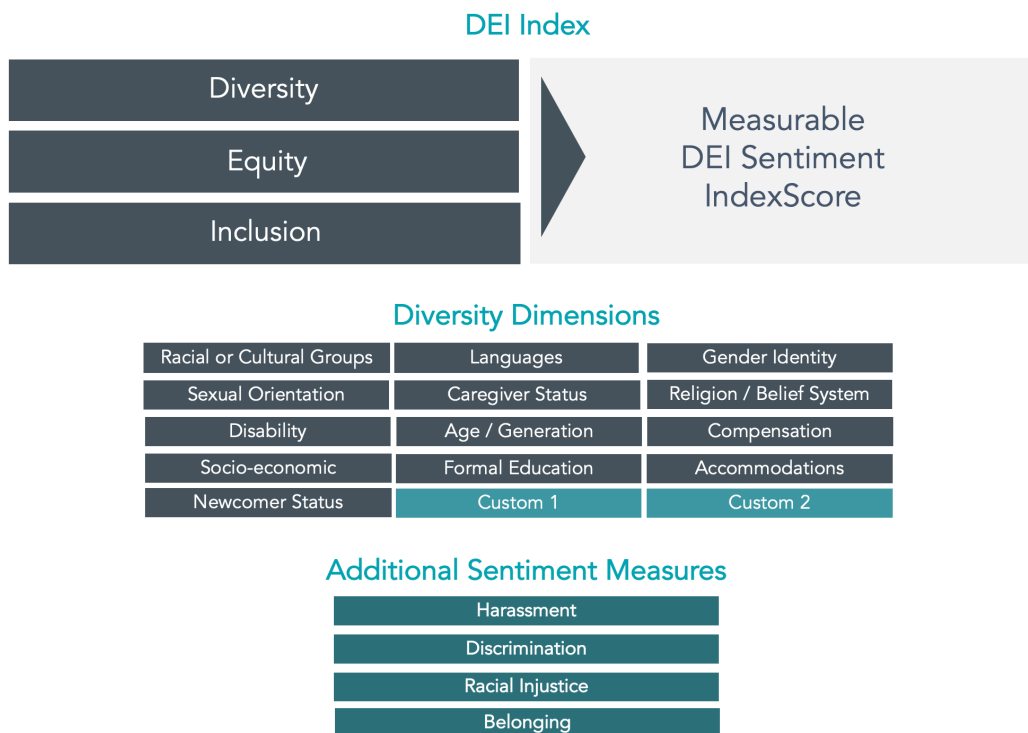 DEI Index
Diversity
Equity
Inclusion
Measurable
DEI Sentiment
IndexScore
Diversity Dimensions
Racial or Cultural Groups
Languages
Gender Identity
Sexual Orientation
Caregiver Status
Religion / Belief System
Disability
Age / Generation
Compensation
Socio-economic
Formal Education
Accommodations
Newcomer Status
Custom 1
Custom 2
Additional Sentiment Measures
Harassment
Discrimination
Racial Injustice
Belonging